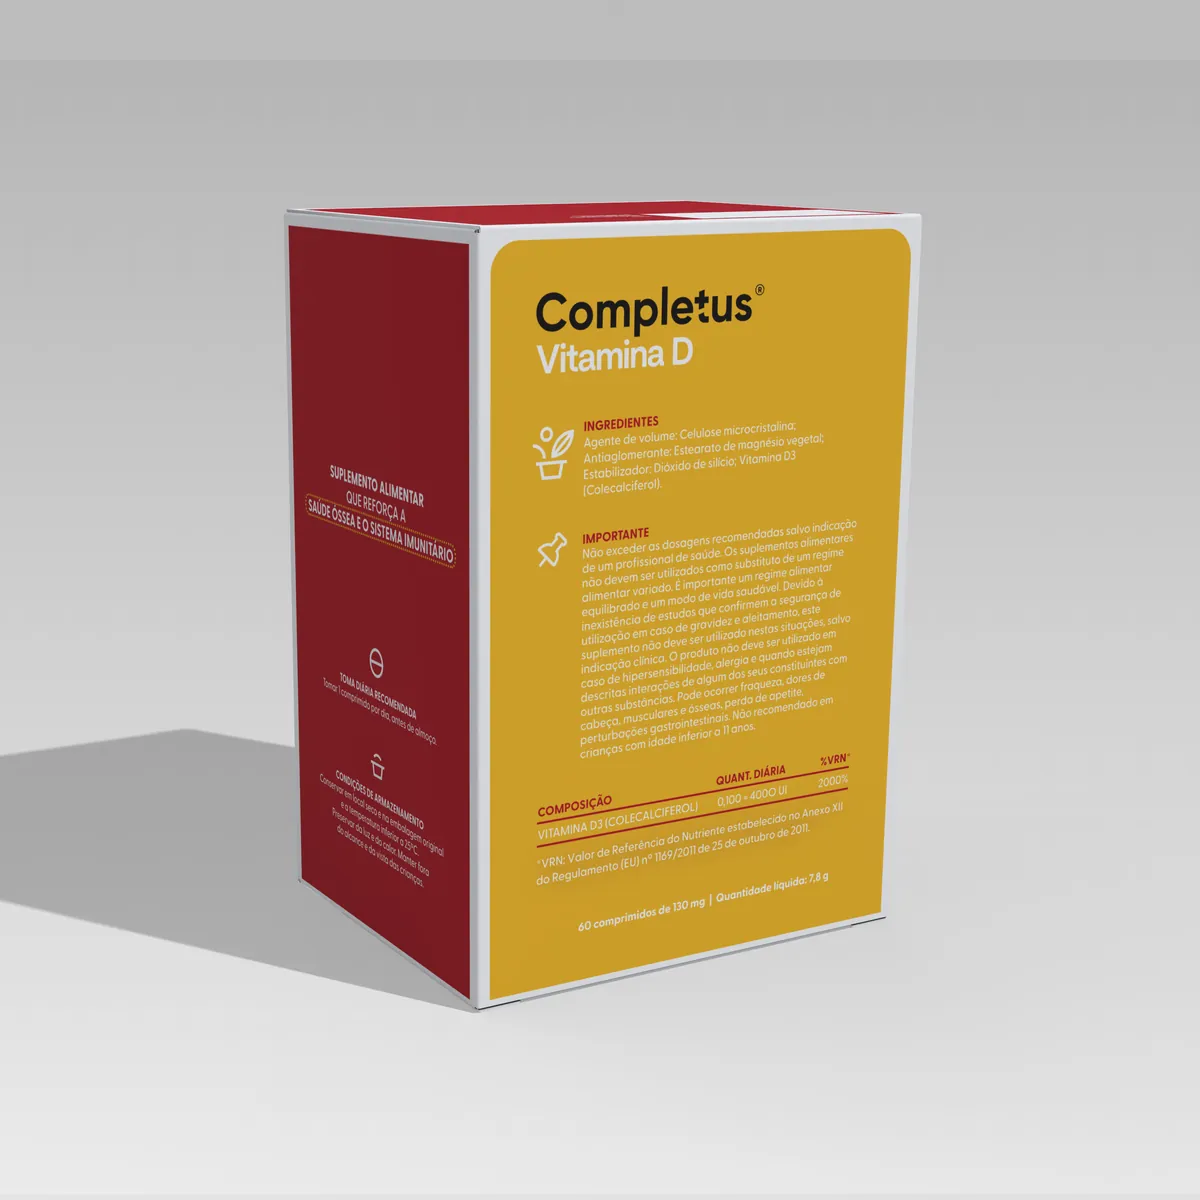 Completus®
Vitamina D
INGREDIENTES
Agente de volume: Celulose microcristalina;
Antiaglomerante: Estearato de magnésio vegetal;
Estabilizador: Dióxido de silício; Vitamina D3
(Colecalciferol).
IMPORTANTE
Não exceder as dosagens recomendadas salvo indicação
de um profissional de saúde. Os suplementos alimentares
não devem ser utilizados como substituto de um regime
alimentar variado. É importante um regime alimentar
equilibrado e um modo de vida saudável. Devido à
inexistência de estudos que confirmem a segurança de
utilização em caso de gravidez e aleitamento, este
suplemento não deve ser utilizado nestas situações, salvo
indicação clínica. O produto não deve ser utilizado em
caso de hipersensibilidade, alergia e quando estejam
descritas interações de algum dos seus constituintes com
outras substâncias. Pode ocorrer fraqueza, dores de
cabeça, musculares e ósseas, perda de apetite,
perturbações gastrointestinais. Não recomendado em
crianças com idade inferior a 11 anos.
COMPOSIÇÃO QUANT. DIÁRIA %VRN*
VITAMINA D3 (COLECALCIFEROL) 0,100 = 4000 UI 2000%
*VRN: Valor de Referência do Nutriente estabelecido no Anexo XII
do Regulamento (EU) nº 1169/2011 de 25 de outubro de 2011.
60 comprimidos de 130 mg | Quantidade líquida: 7,8 g
SUPLEMENTO ALIMENTAR
QUE REFORÇA A
SAÚDE ÓSSEA E O SISTEMA IMUNITÁRIO
TOMA DIÁRIA RECOMENDADA
Tomar 1 comprimido por dia, antes de almoço.
CONDIÇÕES DE ARMAZENAMENTO
Conservar em local seco e na embalagem original
e a temperatura inferior a 25°C.
Preservar da luz e do calor. Manter fora
do alcance e da vista das crianças.